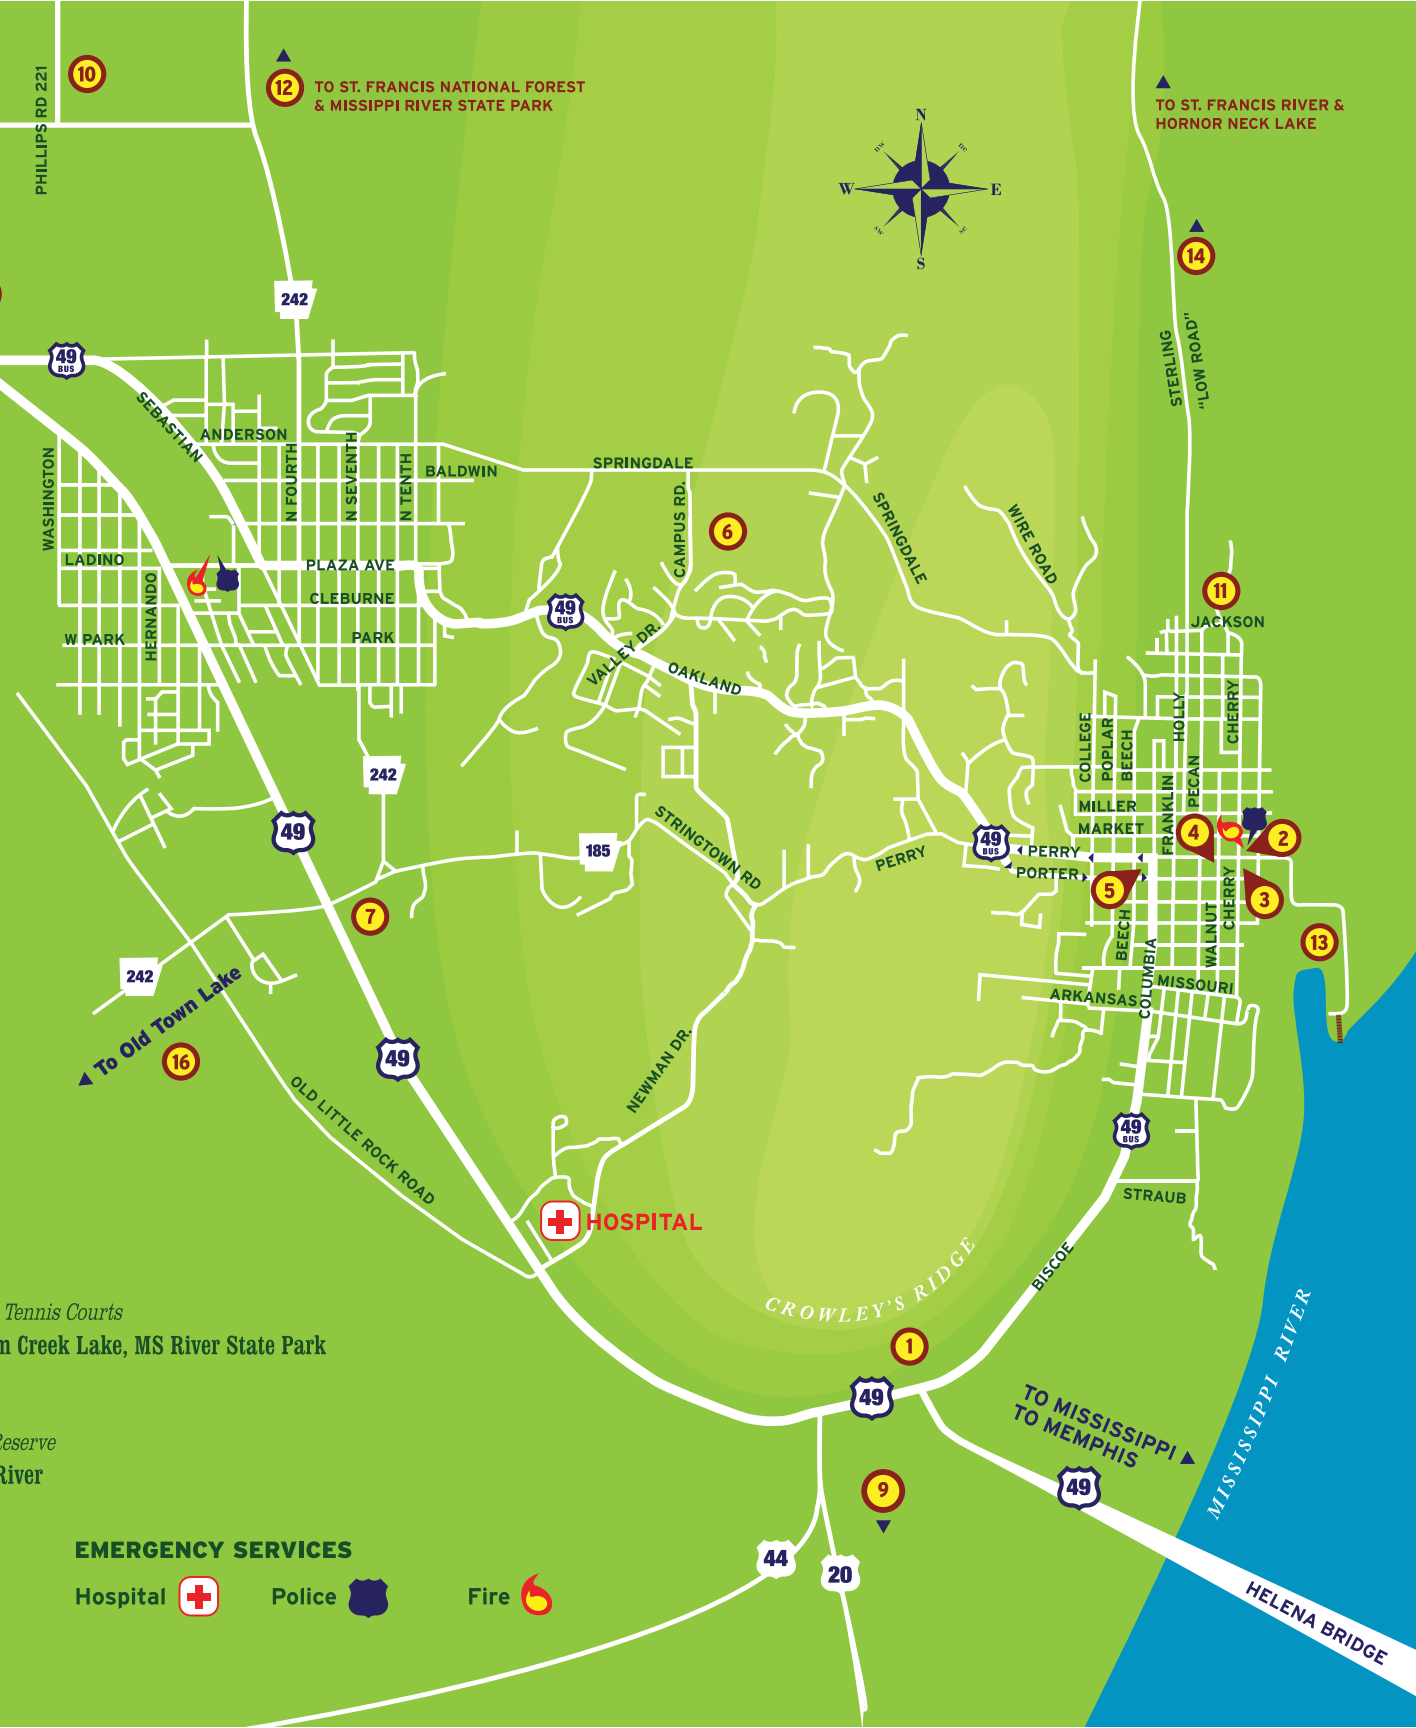 PHILLIPS RD 221
10
12
TO ST. FRANCIS NATIONAL FOREST
& MISSIPPI RIVER STATE PARK
TO ST. FRANCIS RIVER &
HORNOR NECK LAKE
N
nw
ne
W
E
sw
se
S
14
242
STERLING
"LOW ROAD"
49
BUS
SEBASTIAN
ANDERSON
WASHINGTON
N FOURTH
N SEVENTH
N TENTH
BALDWIN
SPRINGDALE
CAMPUS RD.
6
SPRINGDALE
WIRE ROAD
LADINO
HERNANDO
PLAZA AVE
CLEBURNE
W PARK
PARK
49
BUS
VALLEY DR.
OAKLAND
11
JACKSON
COLLEGE
POPLAR
BEECH
HOLLY
CHERRY
PECAN
FRANKLIN
242
49
185
STRINGTOWN RD
PERRY
49
BUS
MILLER
MARKET
PERRY
PORTER
4
2
5
3
7
13
BEECH
WALNUT
CHERRY
COLUMBIA
MISSOURI
ARKANSAS
242
To Old Town Lake
16
49
NEWMAN DR.
OLD LITTLE ROCK ROAD
49
BUS
STRAUB
HOSPITAL
BISCOE
CROWLEY'S RIDGE
1
49
Tennis Courts
n Creek Lake, MS River State Park
TO MISSISSIPPI
TO MEMPHIS
MISSISSIPPI RIVER
49
Reserve
River
9
44
20
HELENA BRIDGE
EMERGENCY SERVICES
Hospital
Police
Fire